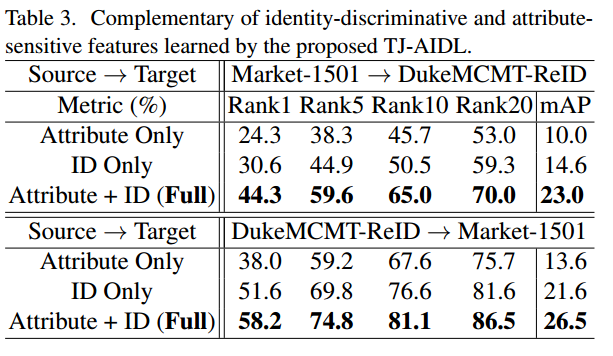 Table 3. Complementary of identity-discriminative and attribute-
sensitive features learned by the proposed TJ-AIDL.
Source → Target Market-1501 → DukeMCMT-ReID
Metric (%) Rank1 Rank5 Rank10 Rank20 mAP
Attribute Only 24.3 38.3 45.7 53.0 10.0
ID Only 30.6 44.9 50.5 59.3 14.6
Attribute + ID (Full) 44.3 59.6 65.0 70.0 23.0
Source → Target DukeMCMT-ReID → Market-1501
Attribute Only 38.0 59.2 67.6 75.7 13.6
ID Only 51.6 69.8 76.6 81.6 21.6
Attribute + ID (Full) 58.2 74.8 81.1 86.5 26.5